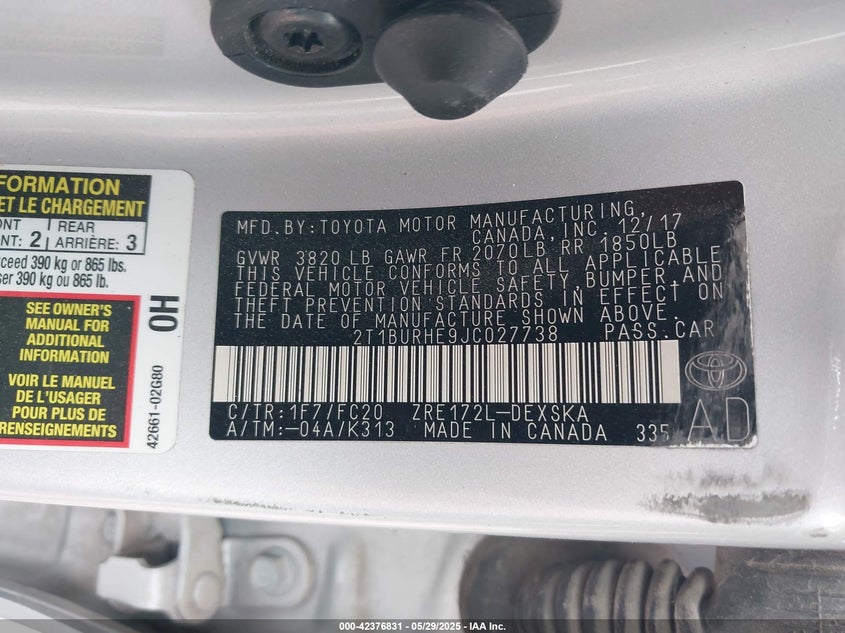 FORMATION
ET LE CHARGEMENT
ONT
NT: 2
REAR
ARRIÈRE: 3
ceed 390 kg or 865 lbs.
ser 390 kg ou 865 lb.
SEE OWNER'S
MANUAL FOR
ADDITIONAL
INFORMATION
VOIR LE MANUEL
DE L'USAGER
POUR PLUS DE
RENSEIGNEMENTS
OH
42661-02G80
MFD. BY: TOYOTA MOTOR MANUFACTURING,
CANADA, INC. 12/17
GVWR 3820 LB GAWR FR 2070LB RR 1850LB
THIS VEHICLE CONFORMS TO ALL APPLICABLE
FEDERAL MOTOR VEHICLE SAFETY, BUMPER, AND
THEFT PREVENTION STANDARDS IN EFFECT ON
THE DATE OF MANUFACTURE SHOWN ABOVE.
2T1BURHE9JC027738 PASS.CAR
C/TR: 1F7/FC20 ZRE172L-DEXSKA
A/TM:-04A/K313 MADE IN CANADA 335
AD
000-42376831 - 05/29/2025 - IAA Inc.